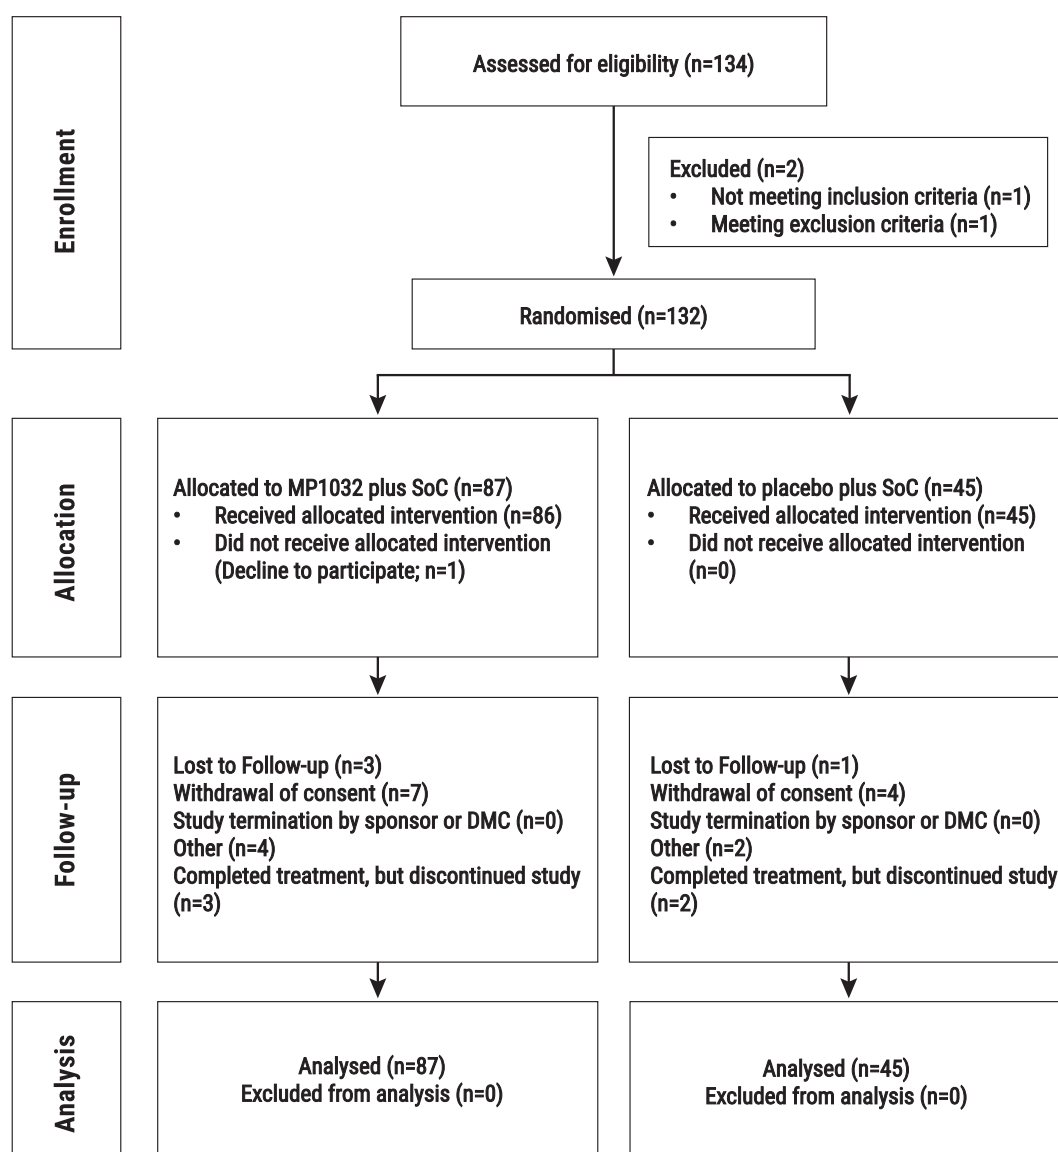 Enrollment
Assessed for eligibility (n=134)
Excluded (n=2)
• Not meeting inclusion criteria (n=1)
• Meeting exclusion criteria (n=1)
Randomised (n=132)
Allocation
Allocated to MP1032 plus SoC (n=87)
• Received allocated intervention (n=86)
• Did not receive allocated intervention
(Decline to participate; n=1)
Allocated to placebo plus SoC (n=45)
• Received allocated intervention (n=45)
• Did not receive allocated intervention
(n=0)
Follow-up
Lost to Follow-up (n=3)
Withdrawal of consent (n=7)
Study termination by sponsor or DMC (n=0)
Other (n=4)
Completed treatment, but discontinued study
(n=3)
Lost to Follow-up (n=1)
Withdrawal of consent (n=4)
Study termination by sponsor or DMC (n=0)
Other (n=2)
Completed treatment, but discontinued study
(n=2)
Analysis
Analysed (n=87)
Excluded from analysis (n=0)
Analysed (n=45)
Excluded from analysis (n=0)